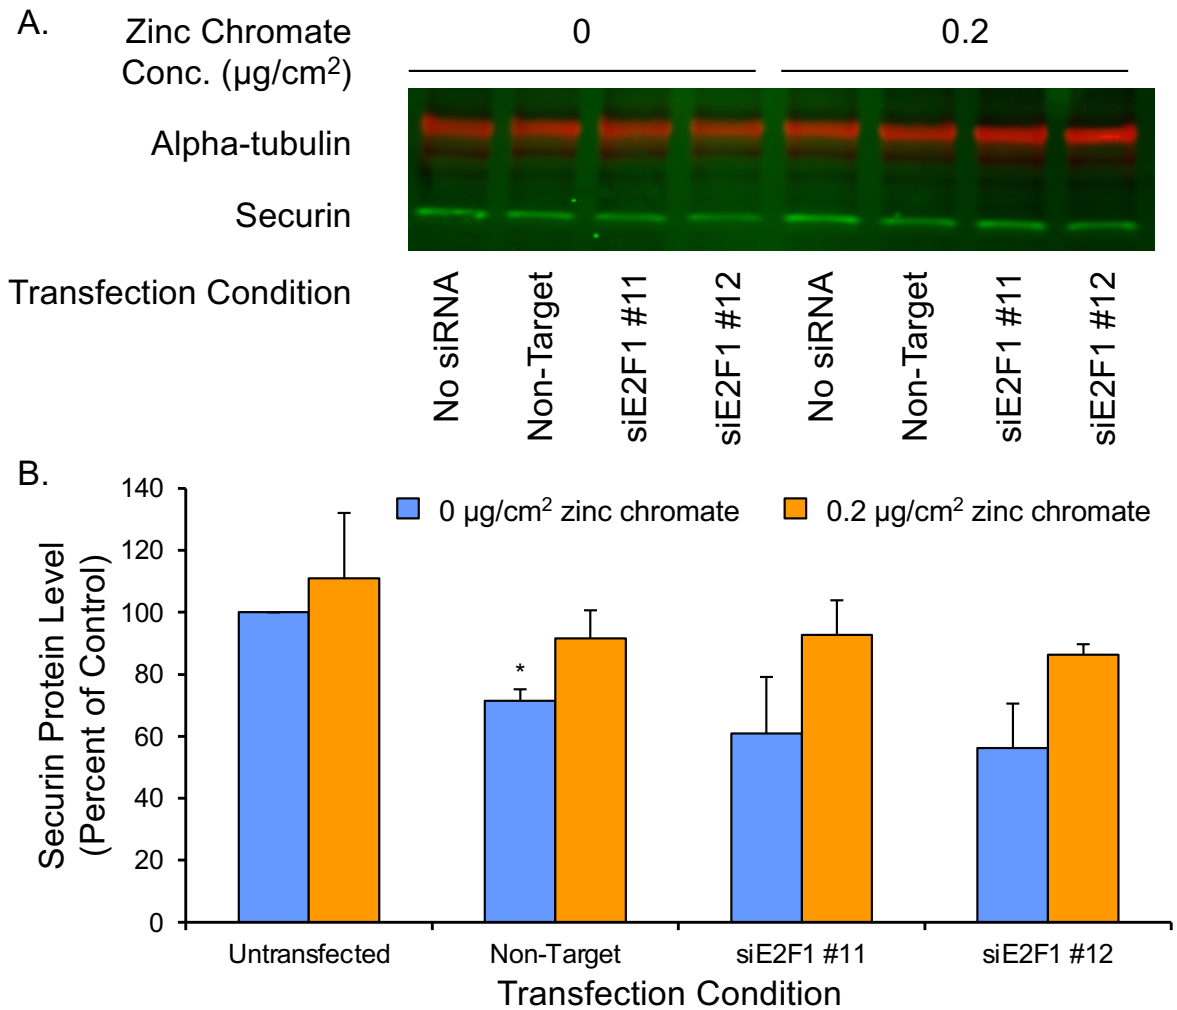 A.
Zinc Chromate
Conc. (µg/cm²)
0
0.2
Alpha-tubulin
Securin
Transfection Condition
No siRNA
Non-Target
siE2F1 #11
siE2F1 #12
No siRNA
Non-Target
siE2F1 #11
siE2F1 #12
B.
Securin Protein Level
(Percent of Control)
140
120
100
80
60
40
20
0
0 µg/cm² zinc chromate
0.2 µg/cm² zinc chromate
*
Untransfected
Non-Target
siE2F1 #11
siE2F1 #12
Transfection Condition